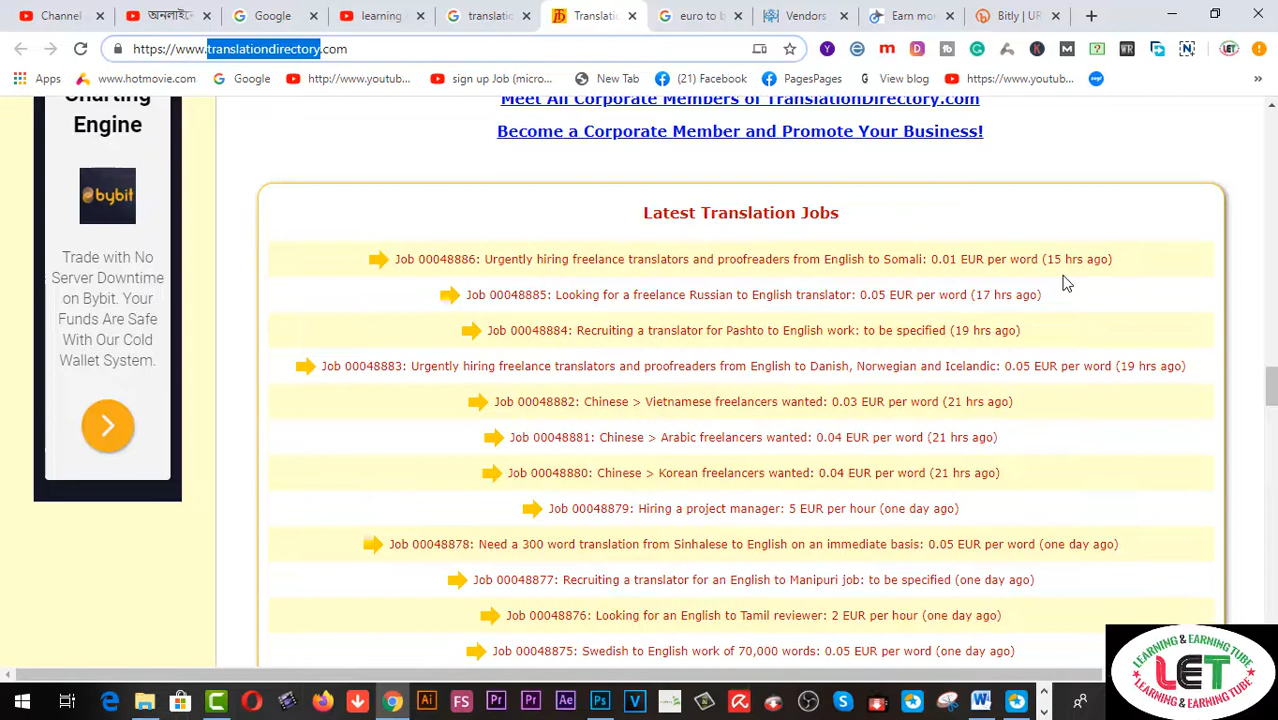 অনলাইনে
Google
learning
translatic
Translatio
euro to b
Vendors
Earn mo
Bitly | UR
https://www.translationdirectory.com
Apps
www.hotmovie.com
Google
http://www.youtub...
sign up Job (micro...
New Tab
(21) Facebook
PagesPages
View blog
https://www.youtub...
»
Charting
Engine
BYBIT
Trade with No
Server Downtime
on Bybit. Your
Funds Are Safe
With Our Cold
Wallet System.
Meet All Corporate Members of TranslationDirectory.com
Become a Corporate Member and Promote Your Business!
Latest Translation Jobs
Job 00048886: Urgently hiring freelance translators and proofreaders from English to Somali: 0.01 EUR per word (15 hrs ago)
Job 00048885: Looking for a freelance Russian to English translator: 0.05 EUR per word (17 hrs ago)
Job 00048884: Recruiting a translator for Pashto to English work: to be specified (19 hrs ago)
Job 00048883: Urgently hiring freelance translators and proofreaders from English to Danish, Norwegian and Icelandic: 0.05 EUR per word (19 hrs ago)
Job 00048882: Chinese > Vietnamese freelancers wanted: 0.03 EUR per word (21 hrs ago)
Job 00048881: Chinese > Arabic freelancers wanted: 0.04 EUR per word (21 hrs ago)
Job 00048880: Chinese > Korean freelancers wanted: 0.04 EUR per word (21 hrs ago)
Job 00048879: Hiring a project manager: 5 EUR per hour (one day ago)
Job 00048878: Need a 300 word translation from Sinhalese to English on an immediate basis: 0.05 EUR per word (one day ago)
Job 00048877: Recruiting a translator for an English to Manipuri job: to be specified (one day ago)
Job 00048876: Looking for an English to Tamil reviewer: 2 EUR per hour (one day ago)
Job 00048875: Swedish to English work of 70,000 words: 0.05 EUR per word (one day ago)
LEARNING & EARNING TUBE
LET
LEARNING & EARNING TUBE